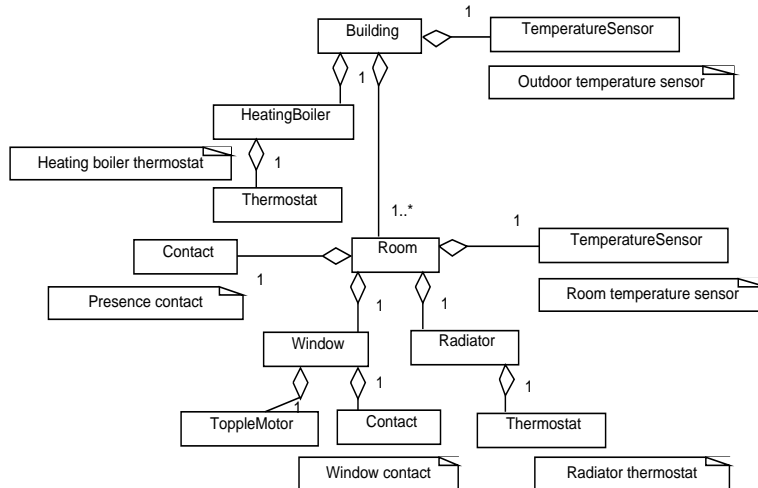 1
Building
TemperatureSensor
1
Outdoor temperature sensor
HeatingBoiler
Heating boiler thermostat
1
Thermostat
1..*
1
Contact
Room
TemperatureSensor
1
Presence contact
Room temperature sensor
1
1
Window
Radiator
1
1
1
ToppleMotor
Contact
Thermostat
Window contact
Radiator thermostat